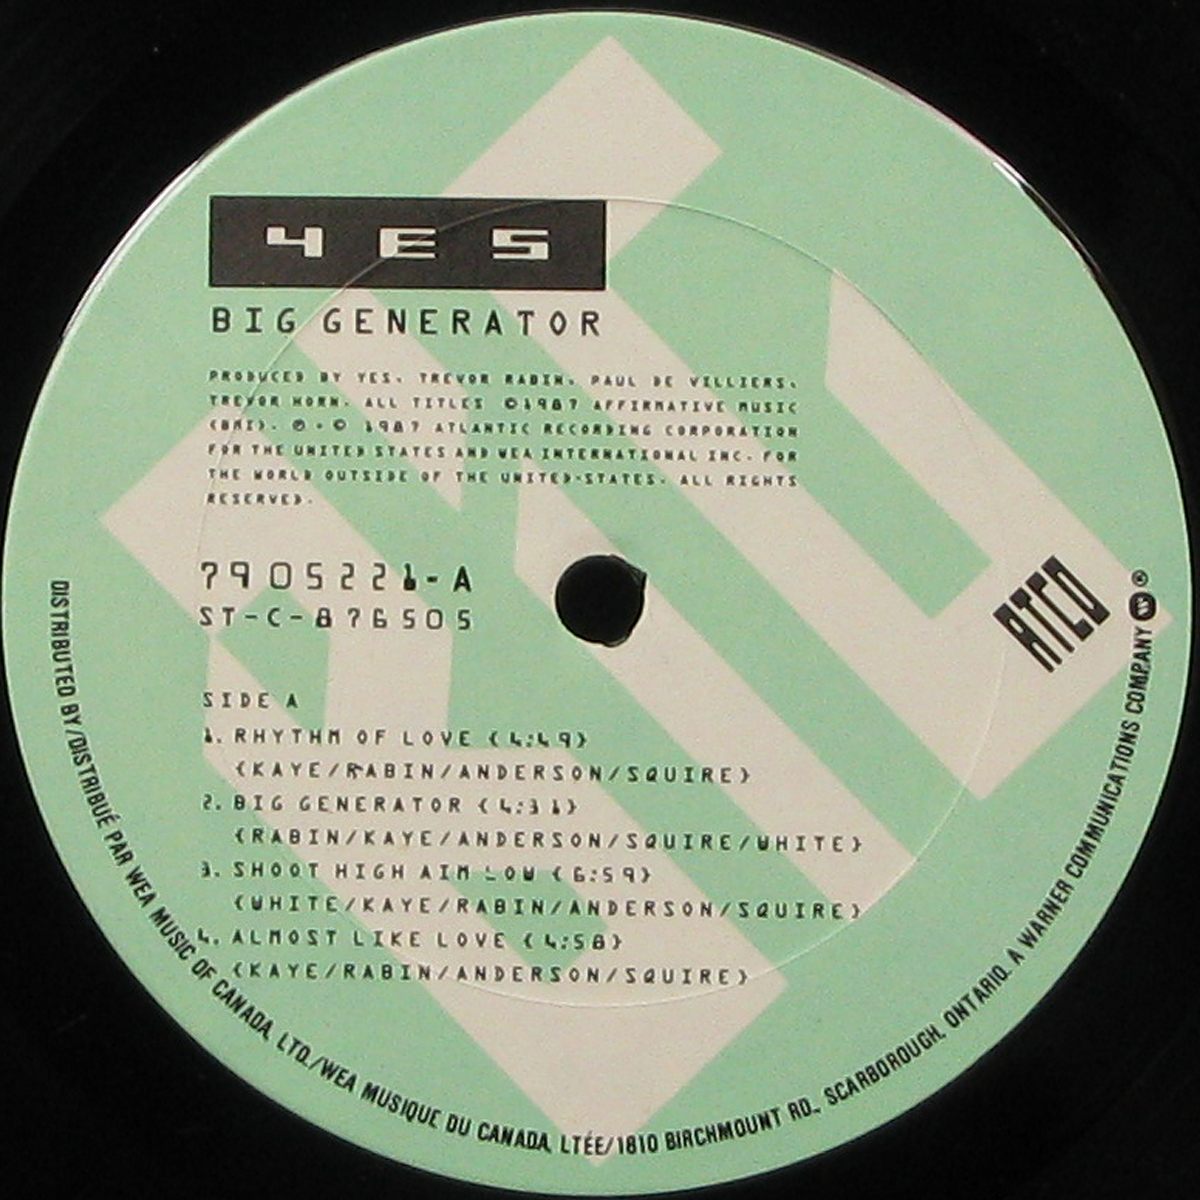 YES
BIG GENERATOR
PRODUCED BY YES, TREVOR RABIN, PAUL DE VILLIERS,
TREVOR HORN. ALL TITLES ©1987 AFFIRMATIVE MUSIC
(BMI). ℗ · © 1987 ATLANTIC RECORDING CORPORATION
FOR THE UNITED STATES AND WEA INTERNATIONAL INC. FOR
THE WORLD OUTSIDE OF THE UNITED STATES. ALL RIGHTS
RESERVED.
7905221-A
ST-C-876505
SIDE A
1. RHYTHM OF LOVE (4:49)
(KAYE/RABIN/ANDERSON/SQUIRE)
2. BIG GENERATOR (4:31)
(RABIN/KAYE/ANDERSON/SQUIRE/WHITE)
3. SHOOT HIGH AIM LOW (6:59)
(WHITE/KAYE/RABIN/ANDERSON/SQUIRE)
4. ALMOST LIKE LOVE (4:58)
(KAYE/RABIN/ANDERSON/SQUIRE)
ATCO
DISTRIBUTED BY/DISTRIBUÉ PAR WEA MUSIC OF CANADA, LTD./WEA MUSIQUE DU CANADA, LTÉE/1810 BIRCHMOUNT RD., SCARBOROUGH, ONTARIO. A WARNER COMMUNICATIONS COMPANY ®